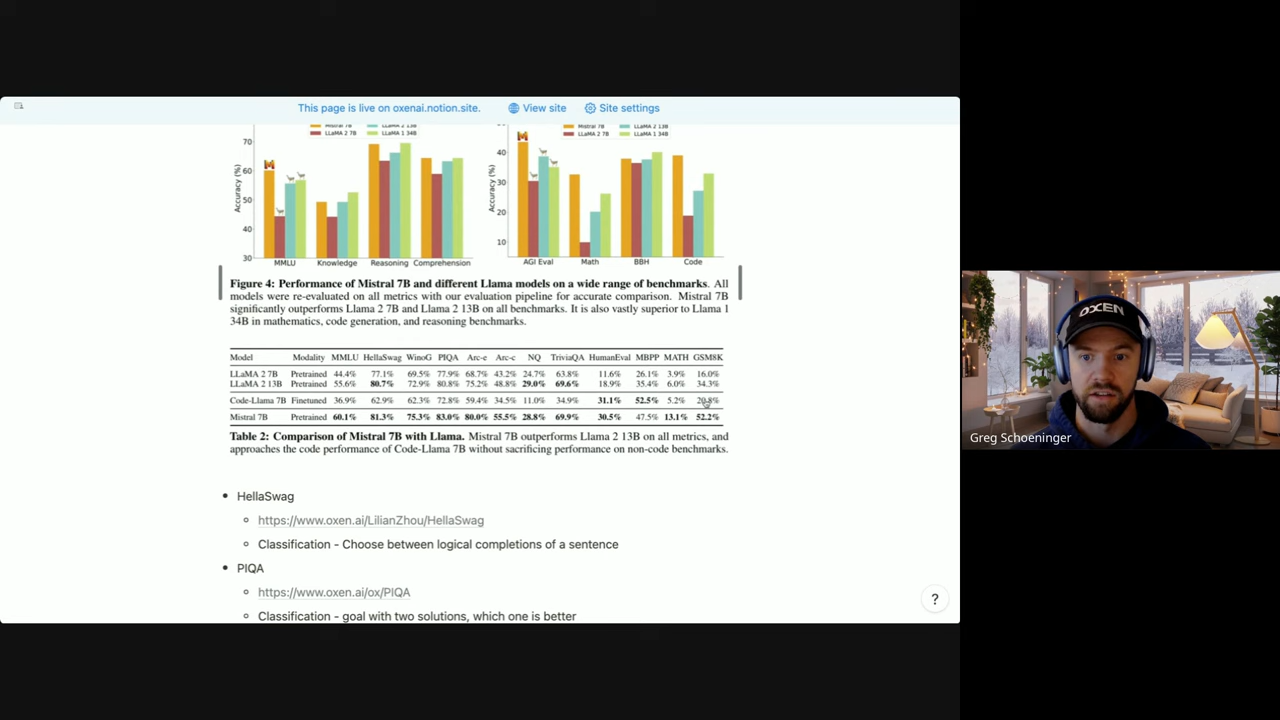 This page is live on oxenai.notion.site. View site Site settings
Mistral 7B LLaMA 2 13B
LLaMA 2 7B LLaMA 1 34B
Mistral 7B LLaMA 2 13B
LLaMA 2 7B LLaMA 1 34B
Accuracy (%)
70
60
50
40
30
MMLU Knowledge Reasoning Comprehension
Accuracy (%)
40
30
20
10
AGI Eval Math BBH Code
Figure 4: Performance of Mistral 7B and different Llama models on a wide range of benchmarks. All
models were re-evaluated on all metrics with our evaluation pipeline for accurate comparison. Mistral 7B
significantly outperforms Llama 2 7B and Llama 2 13B on all benchmarks. It is also vastly superior to Llama 1
34B in mathematics, code generation, and reasoning benchmarks.
Model Modality MMLU HellaSwag WinoG PIQA Arc-e Arc-c NQ TriviaQA HumanEval MBPP MATH GSM8K
LLaMA 2 7B Pretrained 44.4% 77.1% 69.5% 77.9% 68.7% 43.2% 24.7% 63.8% 11.6% 26.1% 3.9% 16.0%
LLaMA 2 13B Pretrained 55.6% 80.7% 72.9% 80.8% 75.2% 48.8% 29.0% 69.6% 18.9% 35.4% 6.0% 34.3%
Code-Llama 7B Finetuned 36.9% 62.9% 62.3% 72.8% 59.4% 34.5% 11.0% 34.9% 31.1% 52.5% 5.2%
Mistral 7B Pretrained 60.1% 81.3% 75.3% 83.0% 80.0% 55.5% 28.8% 69.9% 30.5% 47.5% 13.1% 52.2%
Table 2: Comparison of Mistral 7B with Llama. Mistral 7B outperforms Llama 2 13B on all metrics, and
approaches the code performance of Code-Llama 7B without sacrificing performance on non-code benchmarks.
HellaSwag
https://www.oxen.ai/LilianZhou/HellaSwag
Classification - Choose between logical completions of a sentence
PIQA
https://www.oxen.ai/ox/PIQA
Classification - goal with two solutions, which one is better
?
OXEN
Greg Schoeninger